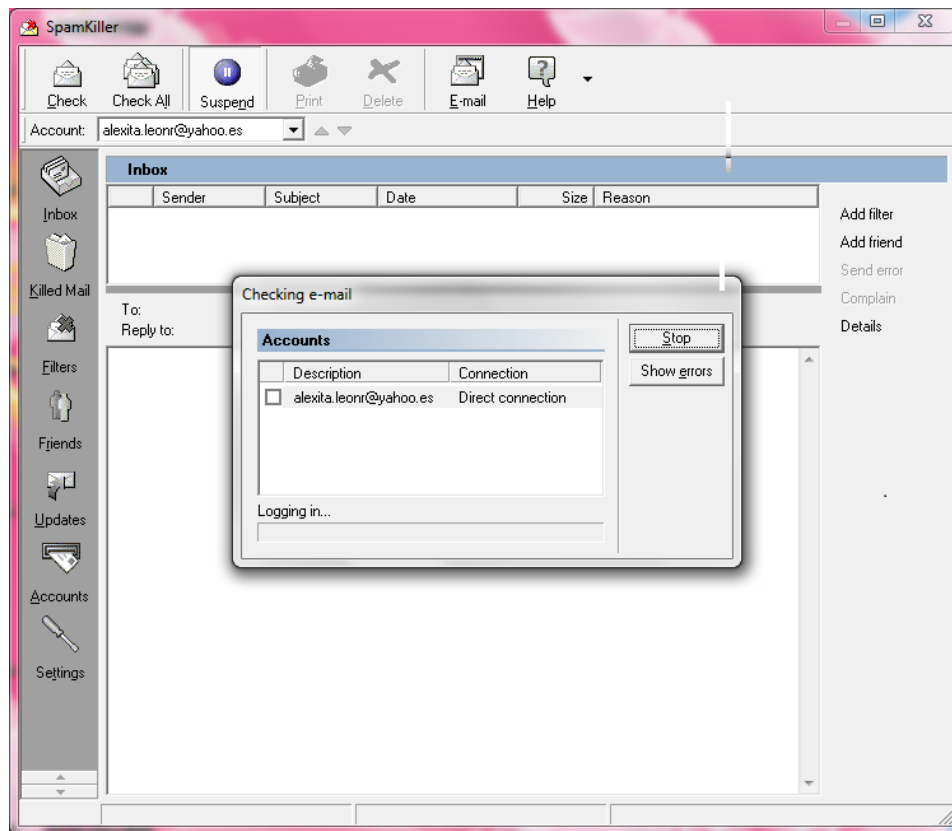 SpamKiller
Check Check All Suspend Print Delete E-mail Help
Account: alexita.leonr@yahoo.es
Inbox
Sender Subject Date Size Reason
Inbox
Killed Mail
Filters
Friends
Updates
Accounts
Settings
To:
Reply to:
Add filter
Add friend
Send error
Complain
Details
Checking e-mail
Accounts
Description Connection
alexita.leonr@yahoo.es Direct connection
Logging in...
Stop
Show errors